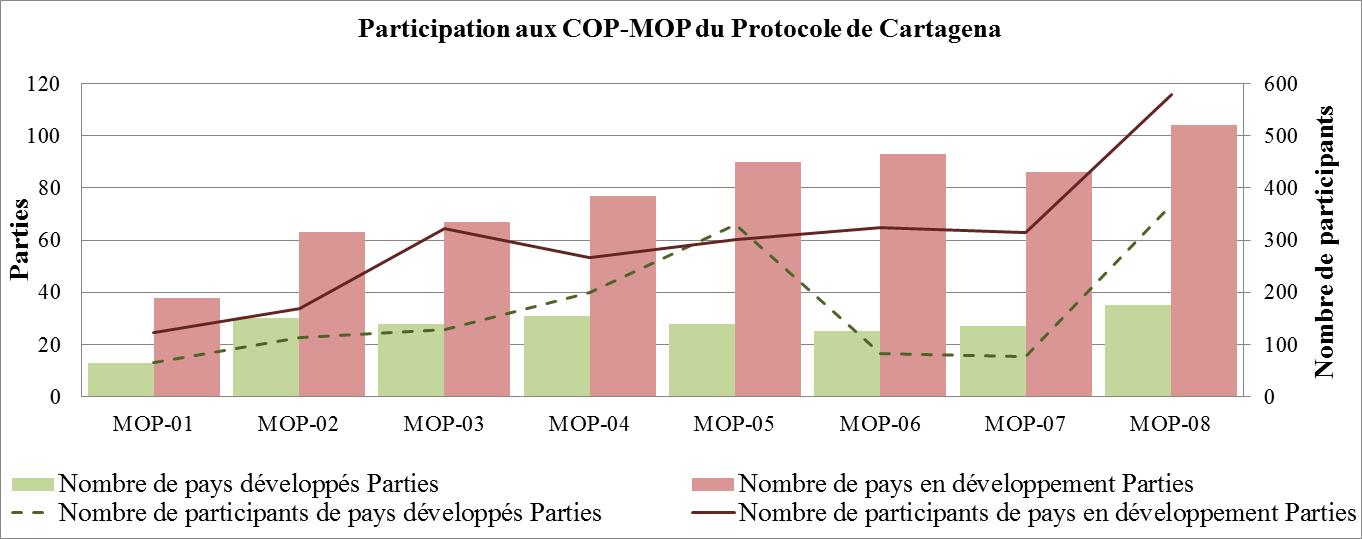 Participation aux COP-MOP du Protocole de Cartagena
Parties
120
100
80
60
40
20
0
600
500
400
300
200
100
0
Nombre de participants
MOP-01 MOP-02 MOP-03 MOP-04 MOP-05 MOP-06 MOP-07 MOP-08
Nombre de pays développés Parties
Nombre de pays en développement Parties
Nombre de participants de pays développés Parties
Nombre de participants de pays en développement Parties